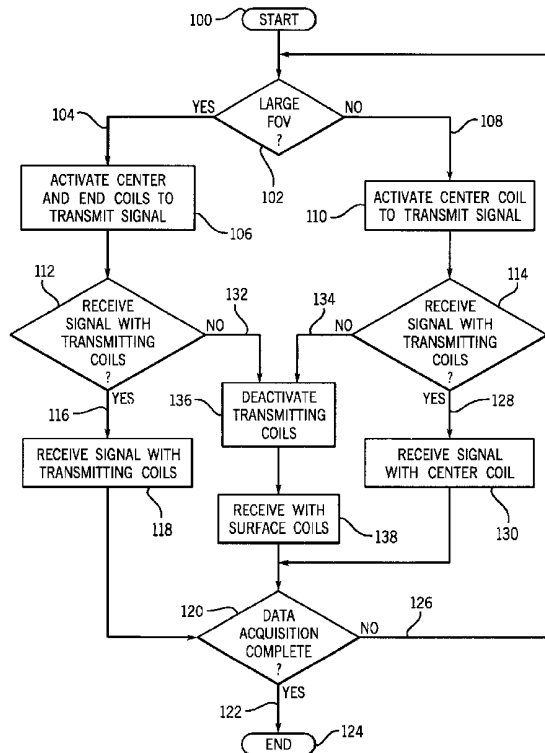 100
START
104
YES
LARGE
FOV
?
NO
108
102
ACTIVATE CENTER
AND END COILS TO
TRANSMIT SIGNAL
106
110
ACTIVATE CENTER COIL
TO TRANSMIT SIGNAL
112
RECEIVE
SIGNAL WITH
TRANSMITTING
COILS
?
NO
132
YES
116
134
NO
114
RECEIVE
SIGNAL WITH
TRANSMITTING
COILS
?
YES
128
136
DEACTIVATE
TRANSMITTING
COILS
RECEIVE SIGNAL WITH
TRANSMITTING COILS
118
RECEIVE WITH
SURFACE COILS
138
RECEIVE SIGNAL
WITH CENTER COIL
130
120
DATA
ACQUISITION
COMPLETE
?
NO
126
YES
122
END
124